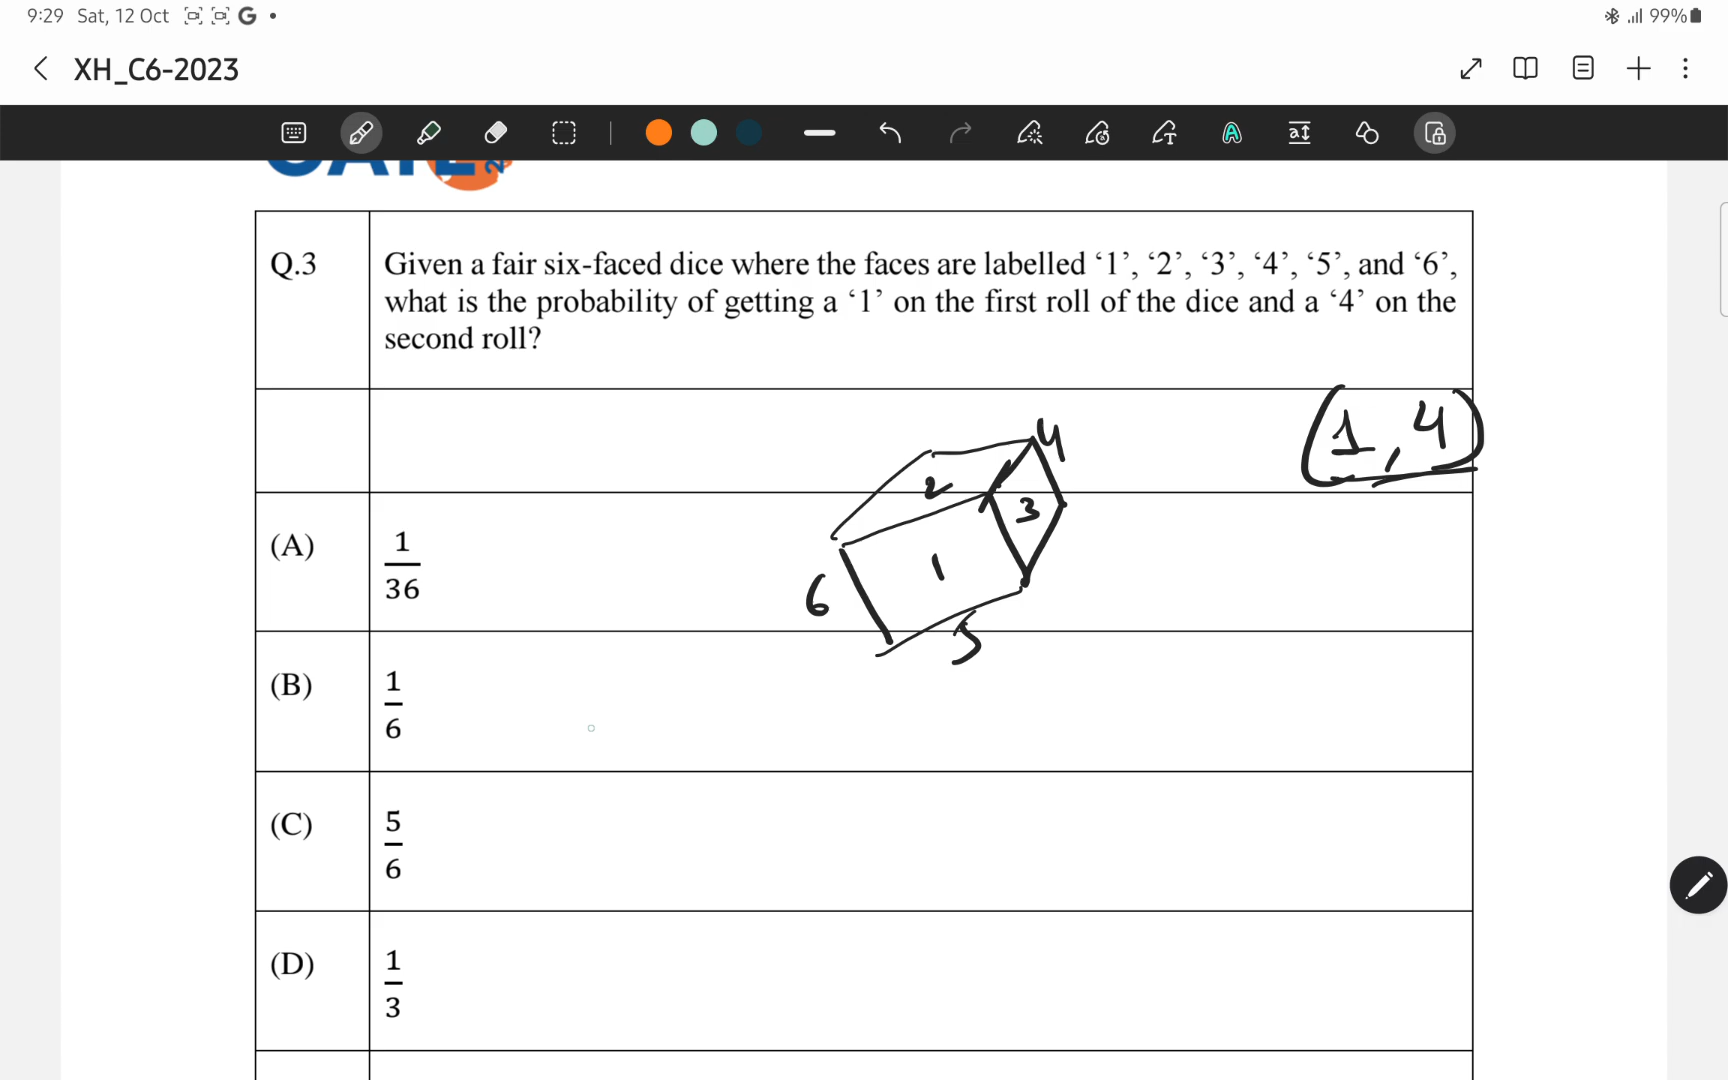 9:29 Sat, 12 Oct G • 99%
XH_C6-2023
Q.3 Given a fair six-faced dice where the faces are labelled ‘1’, ‘2’, ‘3’, ‘4’, ‘5’, and ‘6’,
what is the probability of getting a ‘1’ on the first roll of the dice and a ‘4’ on the
second roll?
(1, 4)
4
2
3
1
6
5
(A) 1/36
(B) 1/6
(C) 5/6
(D) 1/3